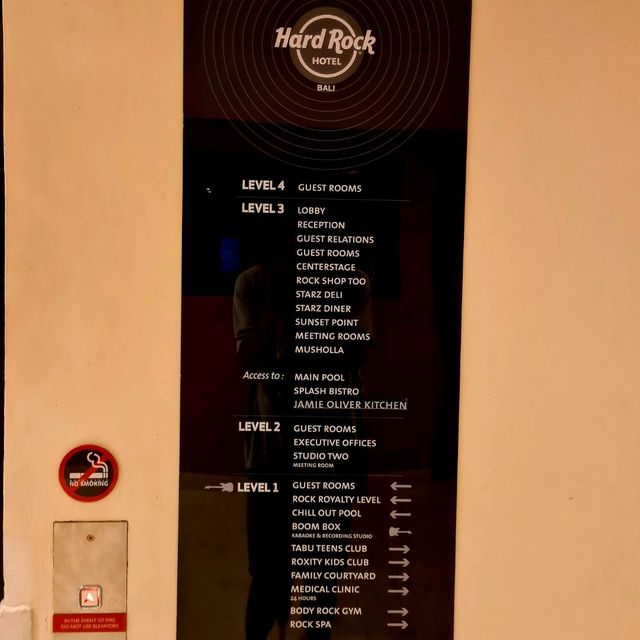 Hard Rock
HOTEL
BALI
LEVEL 4 GUEST ROOMS
LEVEL 3 LOBBY
RECEPTION
GUEST RELATIONS
GUEST ROOMS
CENTERSTAGE
ROCK SHOP TOO
STARZ DELI
STARZ DINER
SUNSET POINT
MEETING ROOMS
MUSHOLLA
Access to: MAIN POOL
SPLASH BISTRO
JAMIE OLIVER KITCHEN
LEVEL 2 GUEST ROOMS
EXECUTIVE OFFICES
STUDIO TWO
MEETING ROOM
LEVEL 1 GUEST ROOMS
ROCK ROYALTY LEVEL
CHILL OUT POOL
BOOM BOX
KARAOKE & RECORDING STUDIO
TABU TEENS CLUB
ROXITY KIDS CLUB
FAMILY COURTYARD
MEDICAL CLINIC
24 HOURS
BODY ROCK GYM
ROCK SPA
NO SMOKING
IN THE EVENT OF FIRE
DO NOT USE ELEVATORS